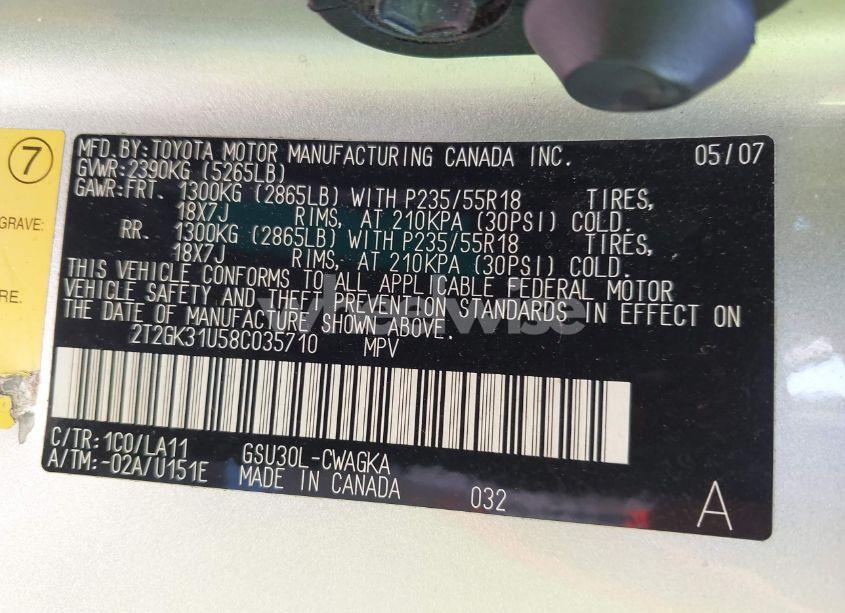 7
GRAVE:
RE.
MFD.BY:TOYOTA MOTOR MANUFACTURING CANADA INC. 05/07
GVWR:2390KG (5265LB)
GAWR:FRT. 1300KG (2865LB) WITH P235/55R18 TIRES,
18X7J RIMS, AT 210KPA (30PSI) COLD.
RR. 1300KG (2865LB) WITH P235/55R18 TIRES,
18X7J RIMS, AT 210KPA (30PSI) COLD.
THIS VEHICLE CONFORMS TO ALL APPLICABLE FEDERAL MOTOR
VEHICLE SAFETY AND THEFT PREVENTION STANDARDS IN EFFECT ON
THE DATE OF MANUFACTURE SHOWN ABOVE.
2T2GK31U58C035710 MPV
wheelwise
C/TR:1C0/LA11 GSU30L-CWAGKA
A/TM:-02A/U151E MADE IN CANADA 032 A